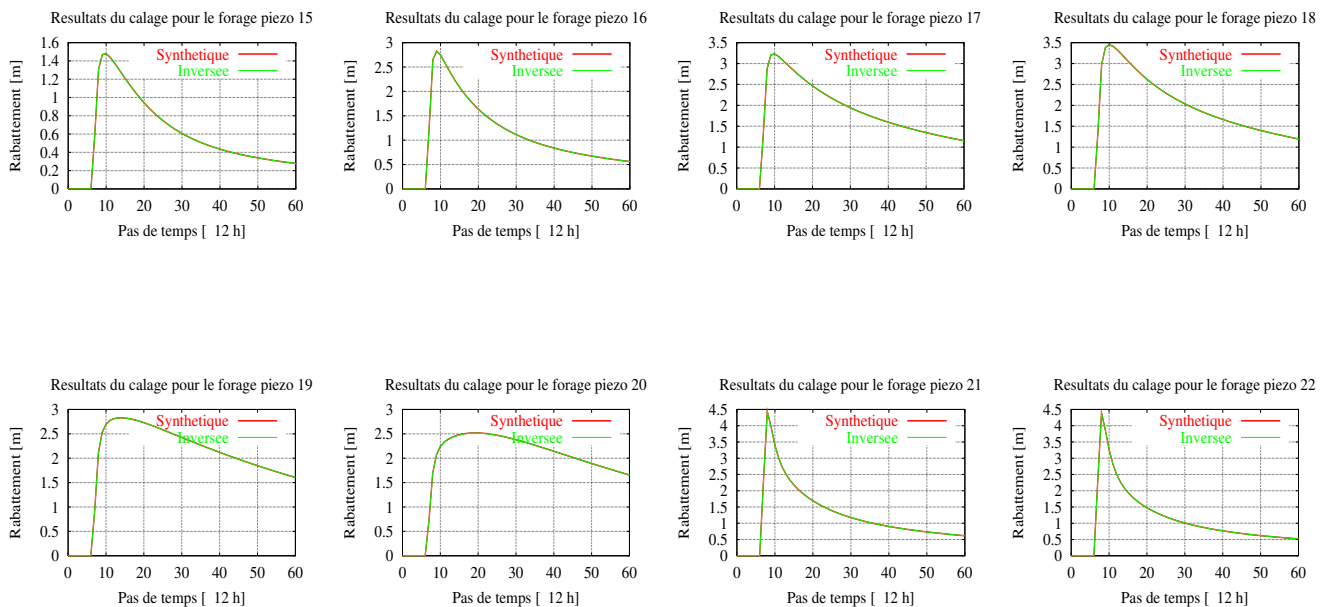 Resultats du calage pour le forage piezo 15
Synthetique
Inversee
Rabattement [m]
1.6
1.4
1.2
1
0.8
0.6
0.4
0.2
0
0 10 20 30 40 50 60
Pas de temps [ 12 h]
Resultats du calage pour le forage piezo 16
Synthetique
Inversee
Rabattement [m]
3
2.5
2
1.5
1
0.5
0
0 10 20 30 40 50 60
Pas de temps [ 12 h]
Resultats du calage pour le forage piezo 17
Synthetique
Inversee
Rabattement [m]
3.5
3
2.5
2
1.5
1
0.5
0
0 10 20 30 40 50 60
Pas de temps [ 12 h]
Resultats du calage pour le forage piezo 18
Synthetique
Inversee
Rabattement [m]
3.5
3
2.5
2
1.5
1
0.5
0
0 10 20 30 40 50 60
Pas de temps [ 12 h]
Resultats du calage pour le forage piezo 19
Synthetique
Inversee
Rabattement [m]
3
2.5
2
1.5
1
0.5
0
0 10 20 30 40 50 60
Pas de temps [ 12 h]
Resultats du calage pour le forage piezo 20
Synthetique
Inversee
Rabattement [m]
3
2.5
2
1.5
1
0.5
0
0 10 20 30 40 50 60
Pas de temps [ 12 h]
Resultats du calage pour le forage piezo 21
Synthetique
Inversee
Rabattement [m]
4.5
4
3.5
3
2.5
2
1.5
1
0.5
0
0 10 20 30 40 50 60
Pas de temps [ 12 h]
Resultats du calage pour le forage piezo 22
Synthetique
Inversee
Rabattement [m]
4.5
4
3.5
3
2.5
2
1.5
1
0.5
0
0 10 20 30 40 50 60
Pas de temps [ 12 h]